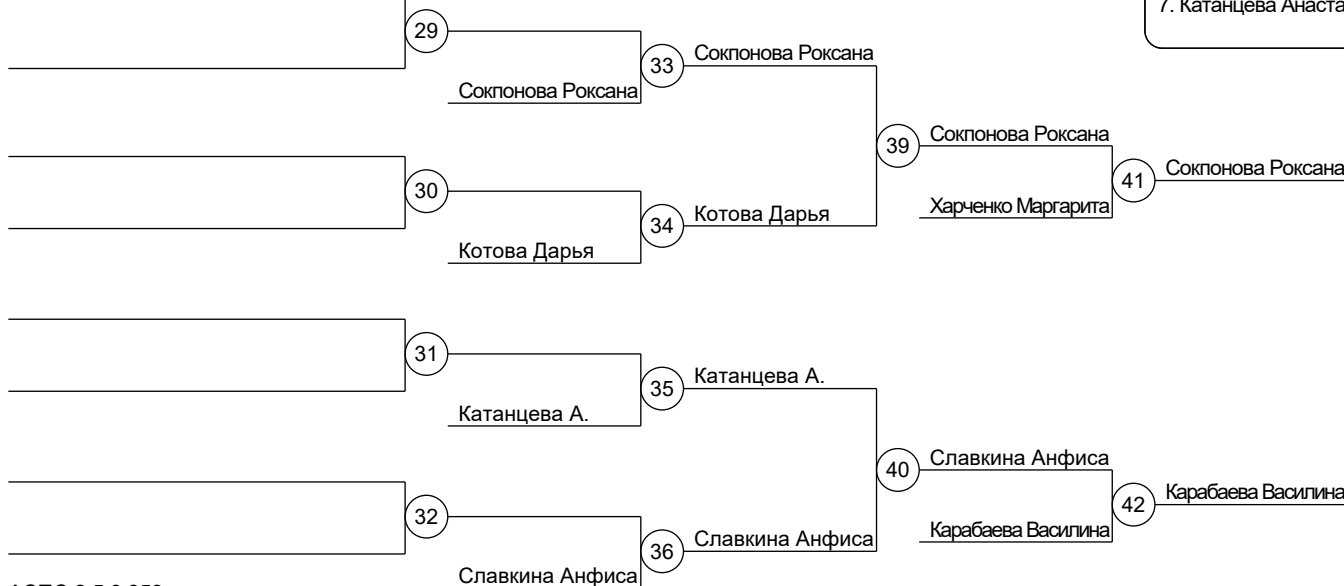 7. Катанцева
29
33
Сокпонова Роксана
Сокпонова Роксана
39
Сокпонова Роксана
41
Сокпонова Роксана
Харченко Маргарита
30
34
Котова Дарья
Котова Дарья
31
35
Катанцева А.
Катанцева А.
40
Славкина Анфиса
42
Карабаева Василина
Карабаева Василина
32
36
Славкина Анфиса
Славкина Анфиса